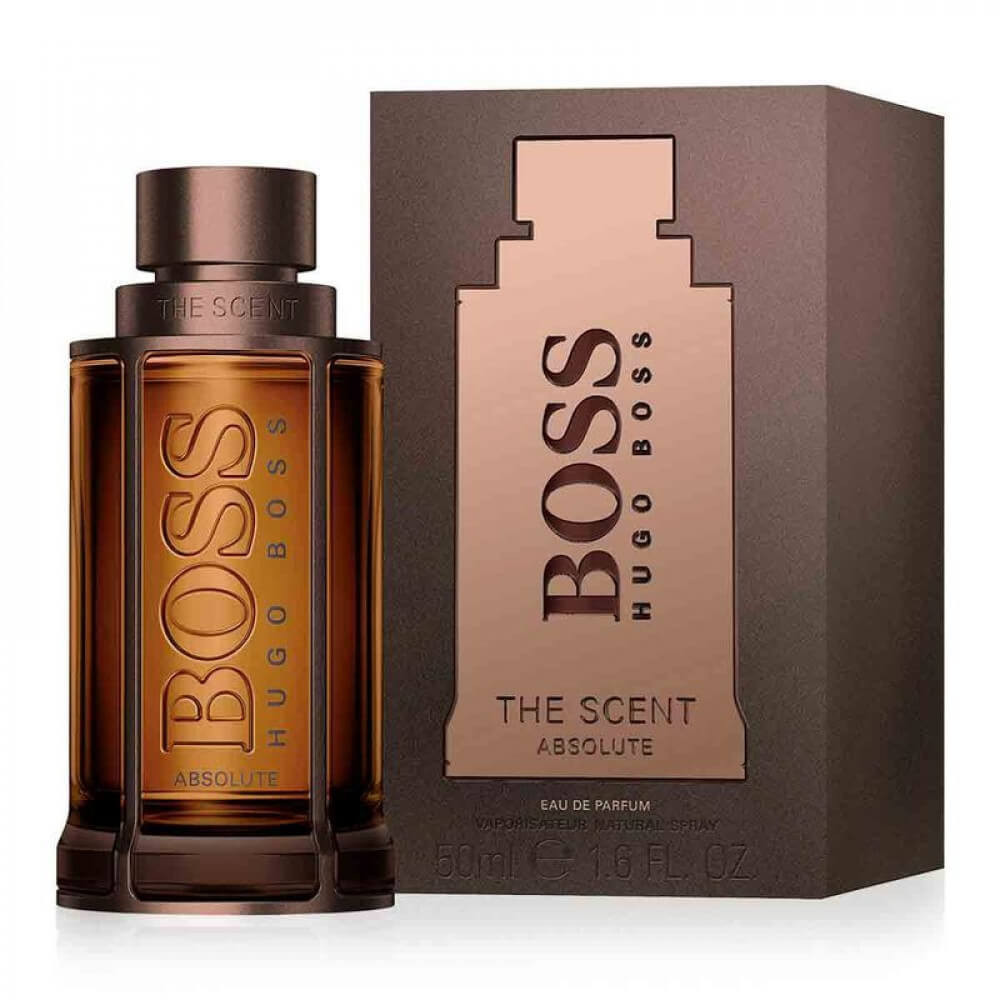 THE SCENT
BOSS
HUGO BOSS
ABSOLUTE
BOSS
HUGO BOSS
THE SCENT
ABSOLUTE
EAU DE PARFUM
VAPORISATEUR NATURAL SPRAY
50ml ℮ 1.6 FL. OZ.